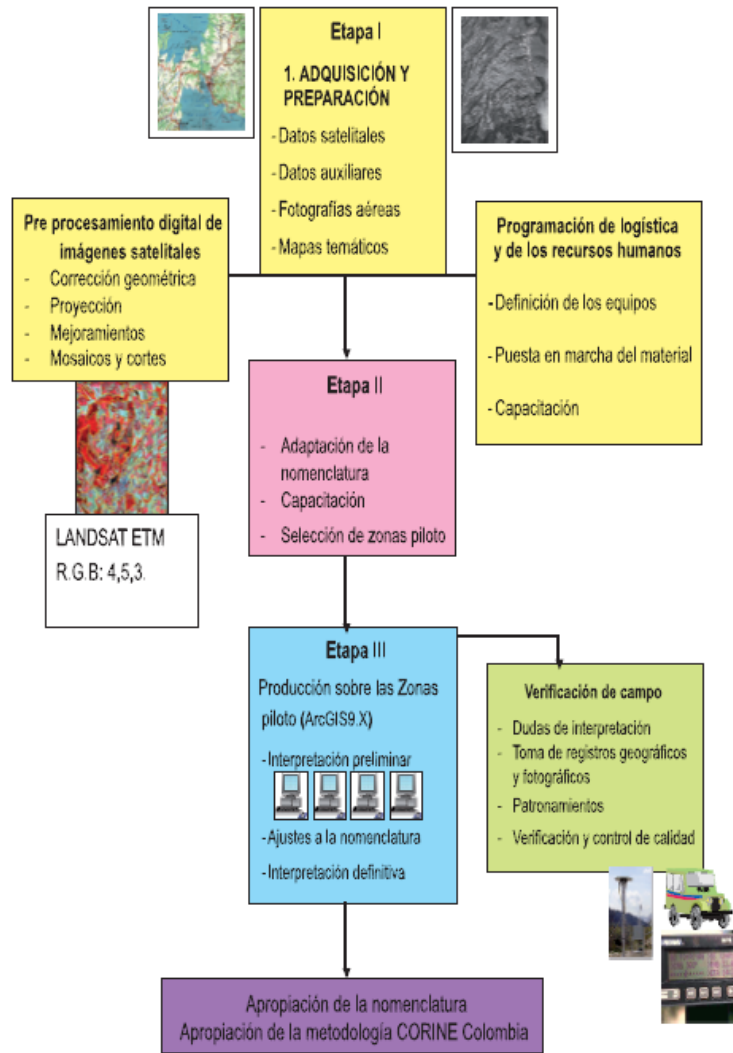 Etapa I
1. ADQUISICIÓN Y
PREPARACIÓN
- Datos satelitales
- Datos auxiliares
- Fotografías aéreas
- Mapas temáticos
Pre procesamiento digital de
imágenes satelitales
- Corrección geométrica
- Proyección
- Mejoramientos
- Mosaicos y cortes
Programación de logística
y de los recursos humanos
- Definición de los equipos
- Puesta en marcha del material
- Capacitación
LANDSAT ETM
R.G.B: 4,5,3.
Etapa II
- Adaptación de la
nomenclatura
- Capacitación
- Selección de zonas piloto
Etapa III
Producción sobre las Zonas
piloto (ArcGIS9.X)
- Interpretación preliminar
- Ajustes a la nomenclatura
- Interpretación definitiva
Verificación de campo
- Dudas de interpretación
- Toma de registros geográficos
y fotográficos
- Patronamientos
- Verificación y control de calidad
Apropiación de la nomenclatura
Apropiación de la metodología CORINE Colombia